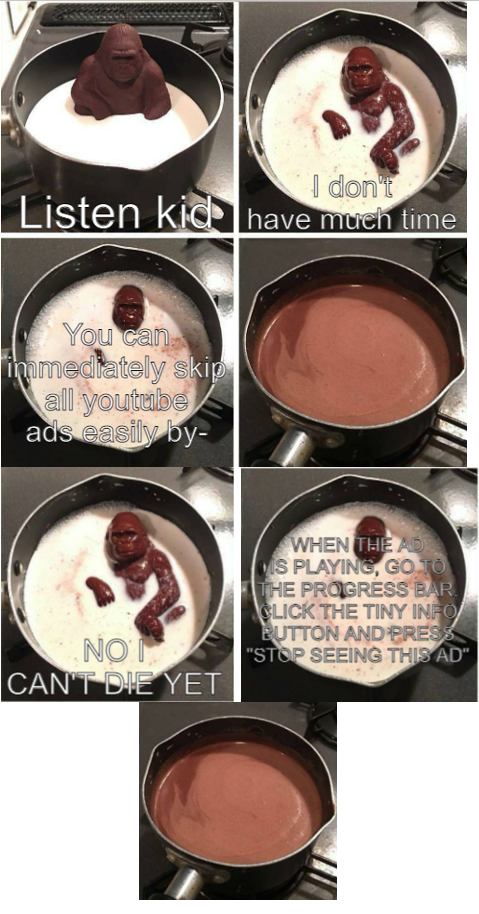 Listen kid
I don't
have much time
You can
immediately skip
all youtube
ads easily by-
NO I
CAN'T DIE YET
WHEN THE AD
IS PLAYING, GO TO
THE PROGRESS BAR.
CLICK THE TINY INFO
BUTTON AND PRESS
"STOP SEEING THIS AD"